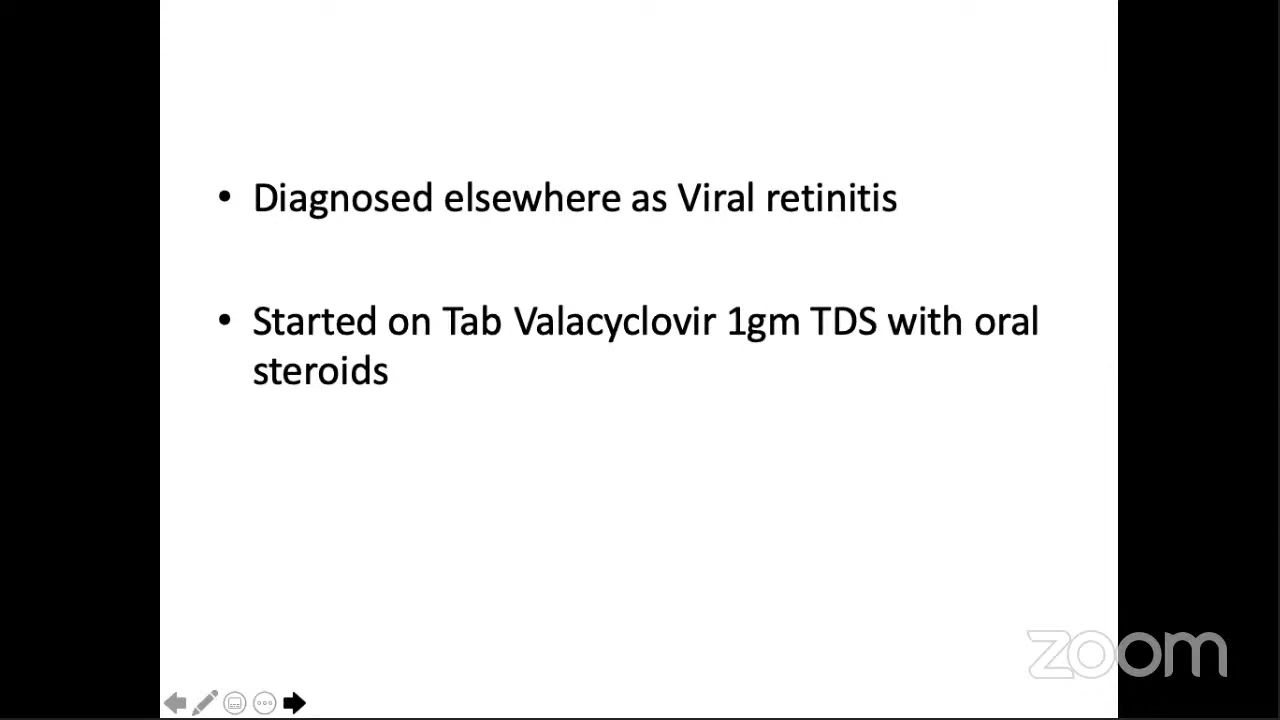 • Diagnosed elsewhere as Viral retinitis
• Started on Tab Valacyclovir 1gm TDS with oral
steroids
zoom